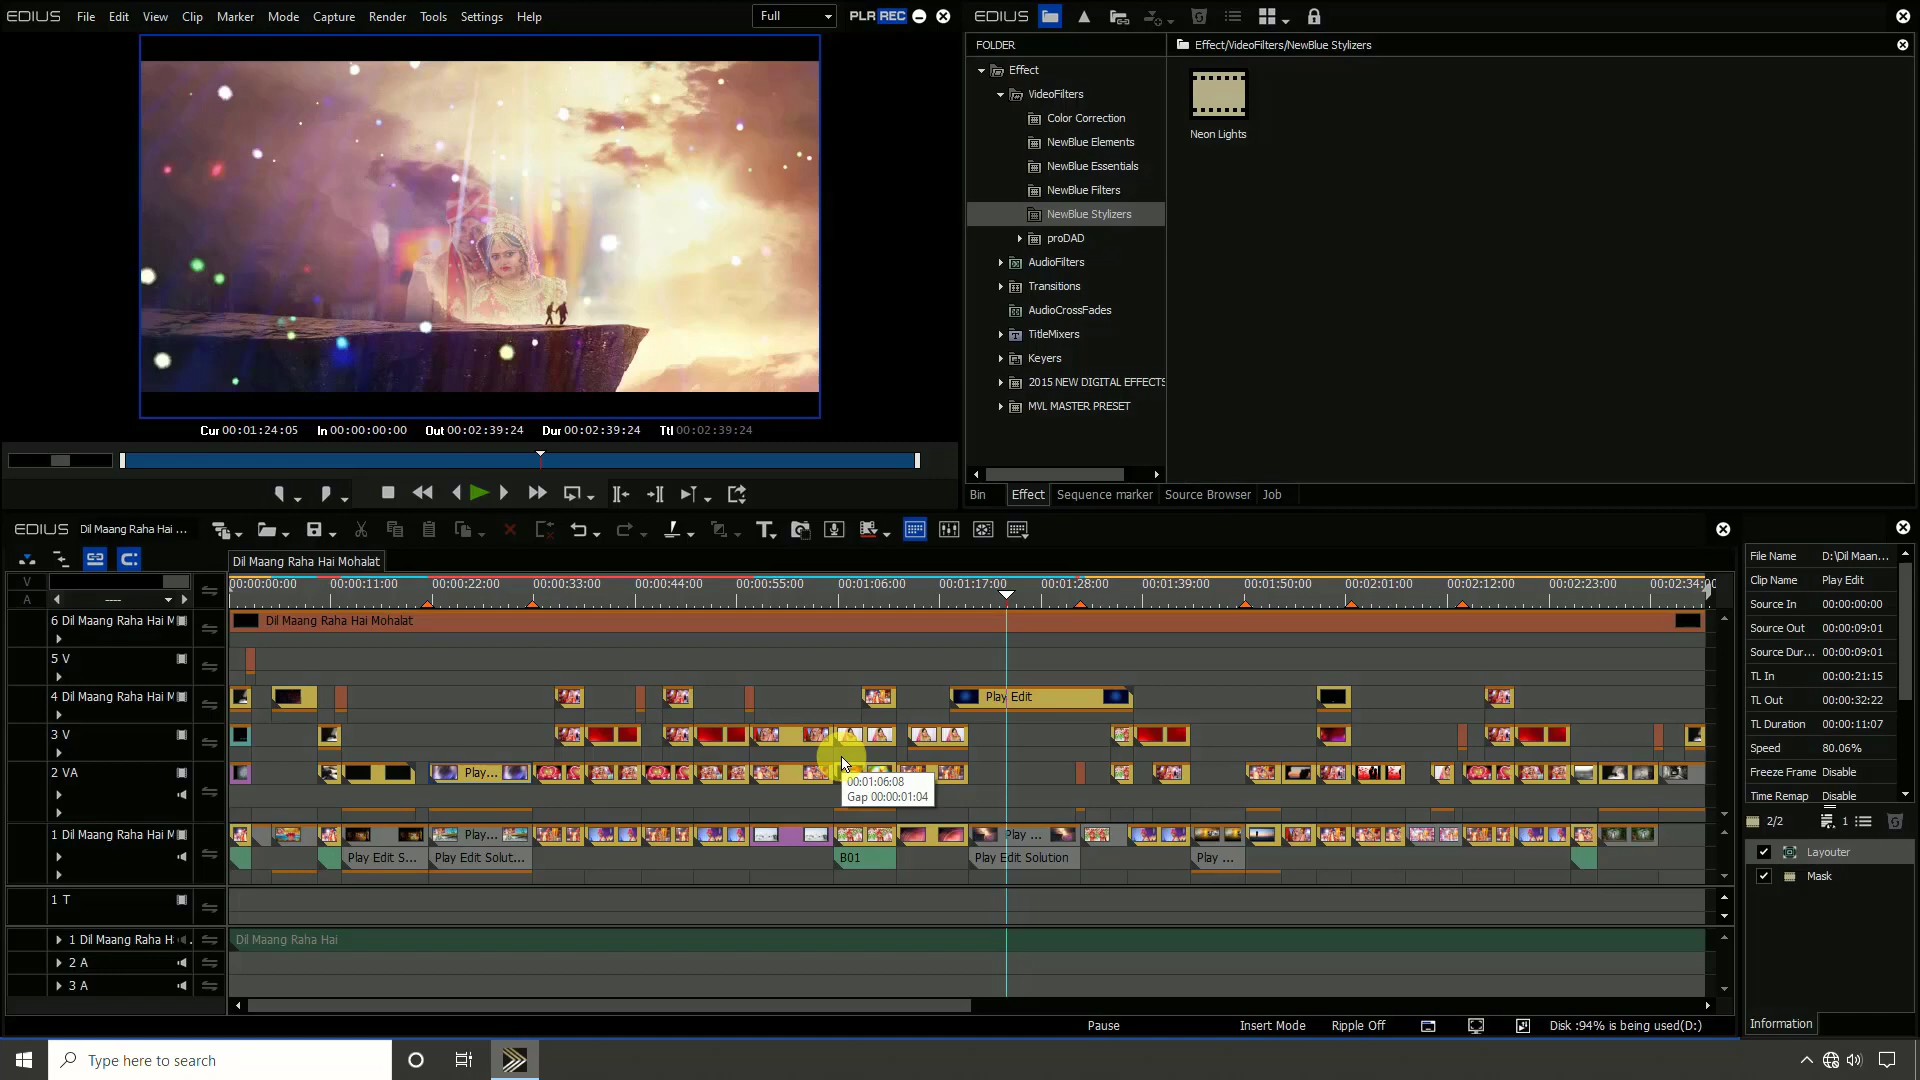 EDIUS File Edit View Clip Marker Mode Capture Render Tools Settings Help
Full
PLR REC
Cur 00:01:24:05 In 00:00:00:00 Out 00:02:39:24 Dur 00:02:39:24 Ttl 00:02:39:24
EDIUS
FOLDER
Effect
VideoFilters
Color Correction
NewBlue Elements
NewBlue Essentials
NewBlue Filters
NewBlue Stylizers
proDAD
AudioFilters
Transitions
AudioCrossFades
TitleMixers
Keyers
2015 NEW DIGITAL EFFECTS
MVL MASTER PRESET
Effect/VideoFilters/NewBlue Stylizers
Neon Lights
Bin Effect Sequence marker Source Browser Job
EDIUS Dil Maang Raha Hai ...
Dil Maang Raha Hai Mohalat
V
A
----
00:00:00:00 00:00:11:00 00:00:22:00 00:00:33:00 00:00:44:00 00:00:55:00 00:01:06:00 00:01:17:00 00:01:28:00 00:01:39:00 00:01:50:00 00:02:01:00 00:02:12:00 00:02:23:00 00:02:34:00
6 Dil Maang Raha Hai M
Dil Maang Raha Hai Mohalat
5 V
4 Dil Maang Raha Hai M
Play Edit
3 V
2 VA
Play...
00:01:06:08
Gap 00:00:01:04
1 Dil Maang Raha Hai M
Play...
Play ...
Play Edit S... Play Edit Solut... B01 Play Edit Solution Play ...
1 T
1 Dil Maang Raha H
Dil Maang Raha Hai
2 A
3 A
Pause Insert Mode Ripple Off Disk :94% is being used(D:)
File Name D:\Dil Maan...
Clip Name Play Edit
Source In 00:00:00:00
Source Out 00:00:09:01
Source Dur... 00:00:09:01
TL In 00:00:21:15
TL Out 00:00:32:22
TL Duration 00:00:11:07
Speed 80.06%
Freeze Frame Disable
Time Remap Disable
2/2 1
Layouter
Mask
Information
Type here to search